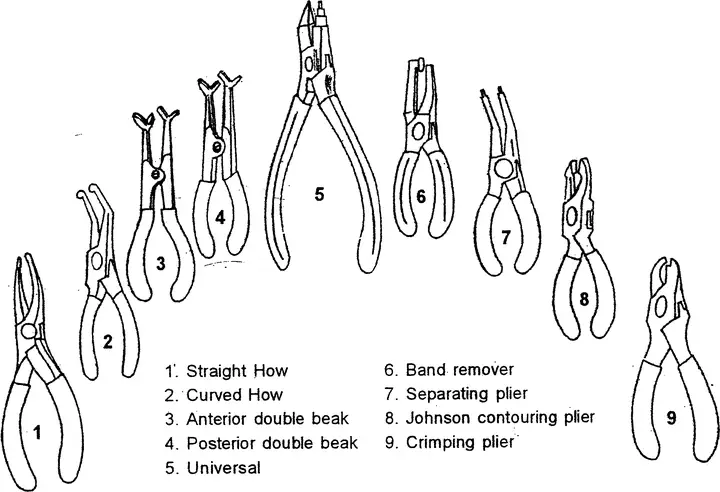 1
2
3
4
5
6
7
8
9
1. Straight How
2. Curved How
3. Anterior double beak
4. Posterior double beak
5. Universal
6. Band remover
7. Separating plier
8. Johnson contouring plier
9. Crimping plier